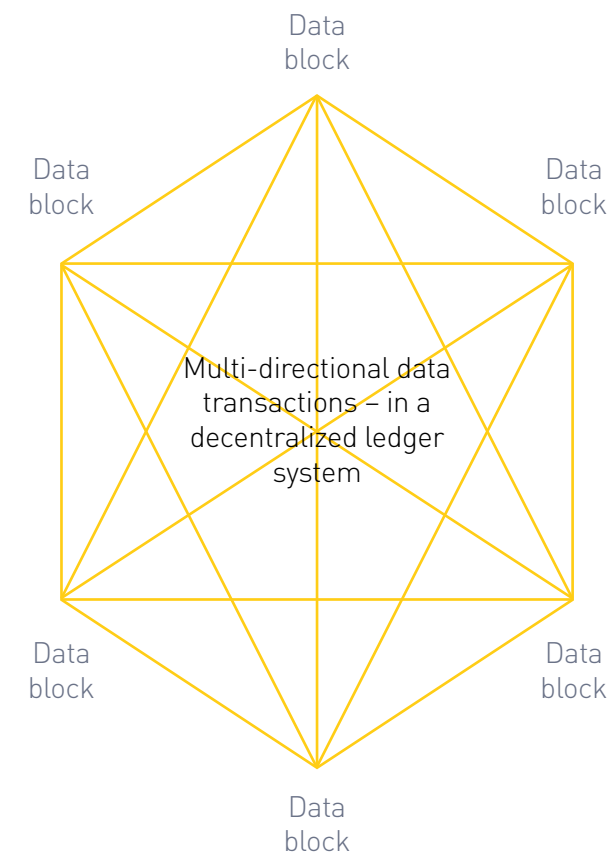 Data
block
Data
block
Data
block
Multi-directional data
transactions – in a
decentralized ledger
system
Data
block
Data
block
Data
block